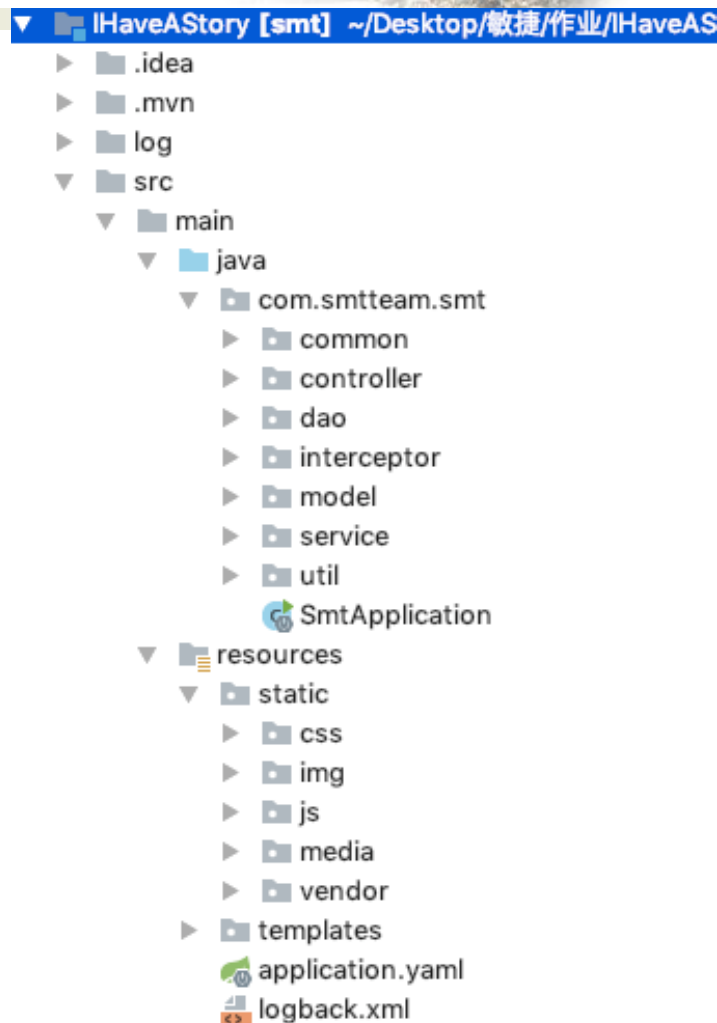 IHaveAStory [smt] ~/Desktop/敏捷/作业/IHaveAS
.idea
.mvn
log
src
main
java
com.smtteam.smt
common
controller
dao
interceptor
model
service
util
SmtApplication
resources
static
css
img
js
media
vendor
templates
application.yaml
logback.xml